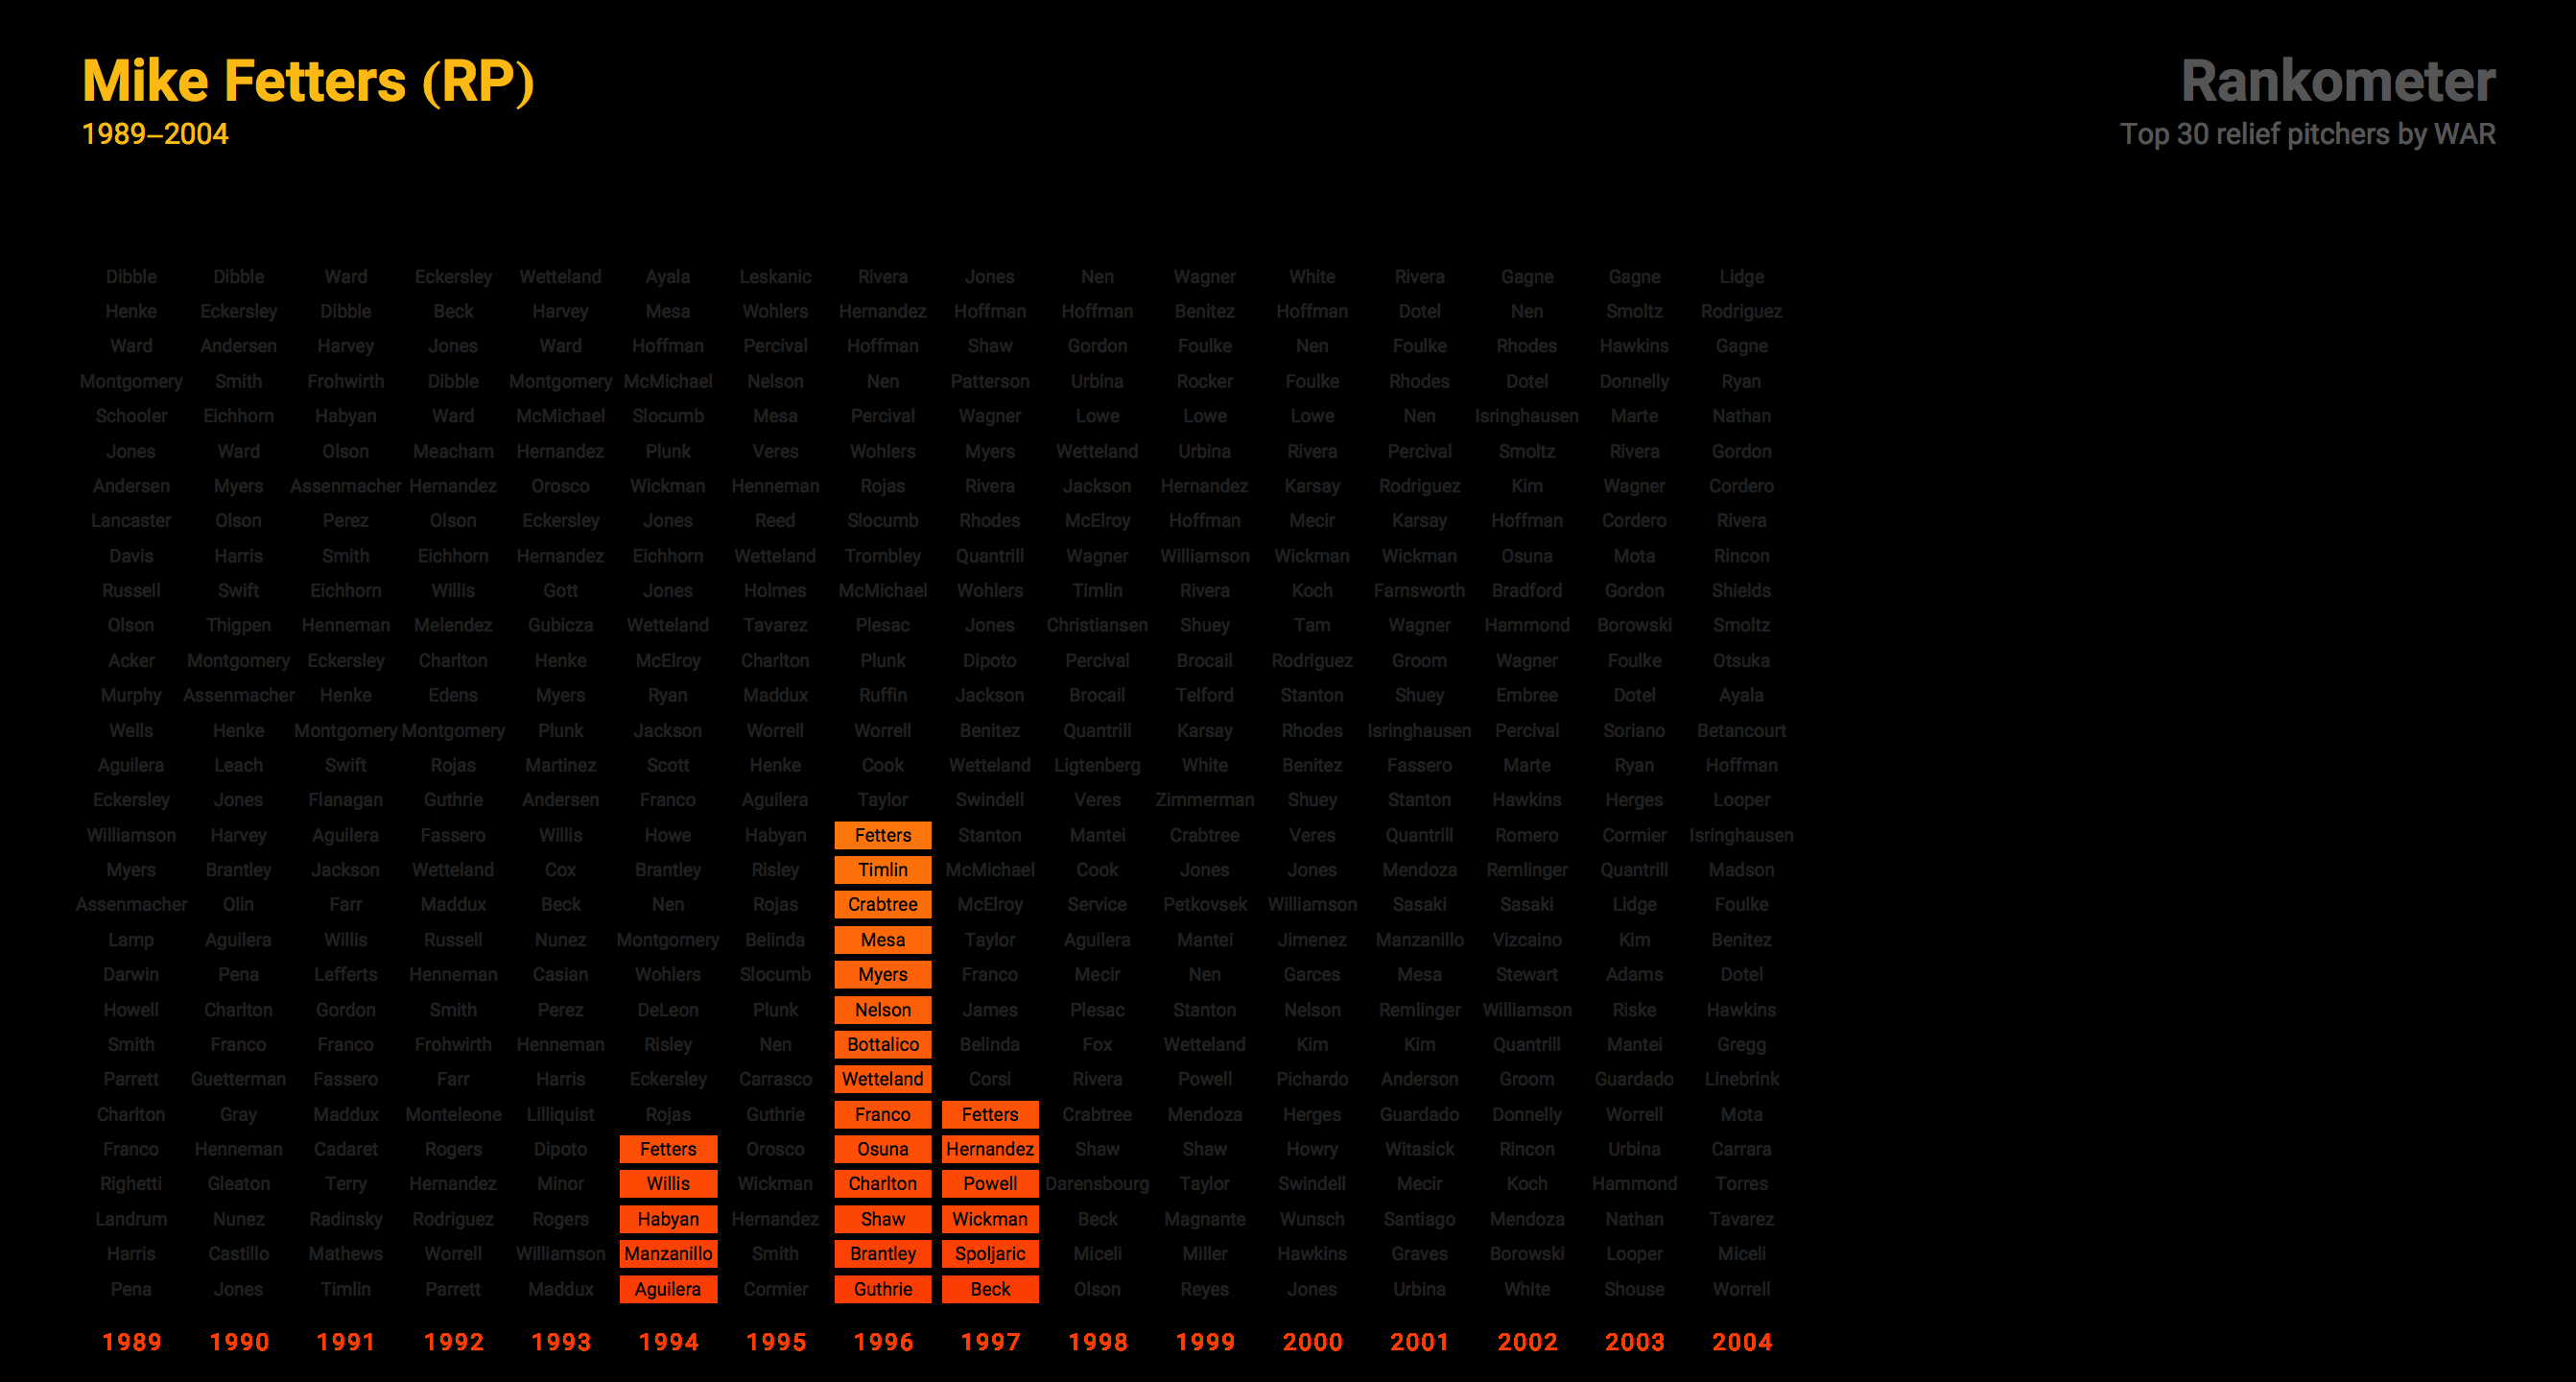 Mike Fetters (RP)
1989–2004
Rankometer
Top 30 relief pitchers by WAR
Dibble Dibble Ward Eckersley Wetteland Ayala Leskanic Rivera Jones Nen Wagner White Rivera Gagne Gagne Lidge
Henke Eckersley Dibble Beck Harvey Mesa Wohlers Hernandez Hoffman Hoffman Benitez Hoffman Dotel Nen Smoltz Rodriguez
Ward Andersen Harvey Jones Ward Hoffman Percival Hoffman Shaw Gordon Foulke Nen Foulke Rhodes Hawkins Gagne
Montgomery Smith Frohwirth Dibble Montgomery McMichael Nelson Nen Patterson Urbina Rocker Foulke Rhodes Dotel Donnelly Ryan
Schooler Eichhorn Habyan Ward McMichael Slocumb Mesa Percival Wagner Lowe Lowe Lowe Nen Isringhausen Marte Nathan
Jones Ward Olson Meacham Hernandez Plunk Veres Wohlers Myers Wetteland Urbina Rivera Percival Smoltz Rivera Gordon
Andersen Myers Assenmacher Hernandez Orosco Wickman Henneman Rojas Rivera Jackson Hernandez Karsay Rodriguez Kim Wagner Cordero
Lancaster Olson Perez Olson Eckersley Jones Reed Slocumb Rhodes McElroy Hoffman Mecir Karsay Hoffman Cordero Rivera
Davis Harris Smith Eichhorn Hernandez Eichhorn Wetteland Trombley Quantrill Wagner Williamson Wickman Wickman Osuna Mota Rincon
Russell Swift Eichhorn Willis Gott Jones Holmes McMichael Wohlers Timlin Rivera Koch Farnsworth Bradford Gordon Shields
Olson Thigpen Henneman Melendez Gubicza Wetteland Tavarez Plesac Jones Christiansen Shuey Tam Wagner Hammond Borowski Smoltz
Acker Montgomery Eckersley Charlton Henke McElroy Charlton Plunk Dipoto Percival Brocail Rodriguez Groom Wagner Foulke Otsuka
Murphy Assenmacher Henke Edens Myers Ryan Maddux Ruffin Jackson Brocail Telford Stanton Shuey Embree Dotel Ayala
Wells Henke Montgomery Montgomery Plunk Jackson Worrell Worrell Benitez Quantrill Karsay Rhodes Isringhausen Percival Soriano Betancourt
Aguilera Leach Swift Rojas Martinez Scott Henke Cook Wetteland Ligtenberg White Benitez Fassero Marte Ryan Hoffman
Eckersley Jones Flanagan Guthrie Andersen Franco Aguilera Taylor Swindell Veres Zimmerman Shuey Stanton Hawkins Herges Looper
Williamson Harvey Aguilera Fassero Willis Howe Habyan Fetters Stanton Mantei Crabtree Veres Quantrill Romero Cormier Isringhausen
Myers Brantley Jackson Wetteland Cox Brantley Risley Timlin McMichael Cook Jones Jones Mendoza Remlinger Quantrill Madson
Assenmacher Olin Farr Maddux Beck Nen Rojas Crabtree McElroy Service Petkovsek Williamson Sasaki Sasaki Lidge Foulke
Lamp Aguilera Willis Russell Nunez Montgomery Belinda Mesa Taylor Aguilera Mantei Jimenez Manzanillo Vizcaino Kim Benitez
Darwin Pena Lefferts Henneman Casian Wohlers Slocumb Myers Franco Mecir Nen Garces Mesa Stewart Adams Dotel
Howell Charlton Gordon Smith Perez DeLeon Plunk Nelson James Plesac Stanton Nelson Remlinger Williamson Riske Hawkins
Smith Franco Franco Frohwirth Henneman Risley Nen Bottalico Belinda Fox Wetteland Kim Kim Quantrill Mantei Gregg
Parrett Guetterman Fassero Farr Harris Eckersley Carrasco Wetteland Corsi Rivera Powell Pichardo Anderson Groom Guardado Linebrink
Charlton Gray Maddux Monteleone Lilliquist Rojas Guthrie Franco Fetters Crabtree Mendoza Herges Guardado Donnelly Worrell Mota
Franco Henneman Cadaret Rogers Dipoto Fetters Orosco Osuna Hernandez Shaw Shaw Howry Witasick Rincon Urbina Carrara
Righetti Gleaton Terry Hernandez Minor Willis Wickman Charlton Powell Darensbourg Taylor Swindell Mecir Koch Hammond Torres
Landrum Nunez Radinsky Rodriguez Rogers Habyan Hernandez Shaw Wickman Beck Magnante Wunsch Santiago Mendoza Nathan Tavarez
Harris Castillo Mathews Worrell Williamson Manzanillo Smith Brantley Spoljaric Miceli Miller Hawkins Graves Borowski Looper Miceli
Pena Jones Timlin Parrett Maddux Aguilera Cormier Guthrie Beck Olson Reyes Jones Urbina White Shouse Worrell
1989 1990 1991 1992 1993 1994 1995 1996 1997 1998 1999 2000 2001 2002 2003 2004